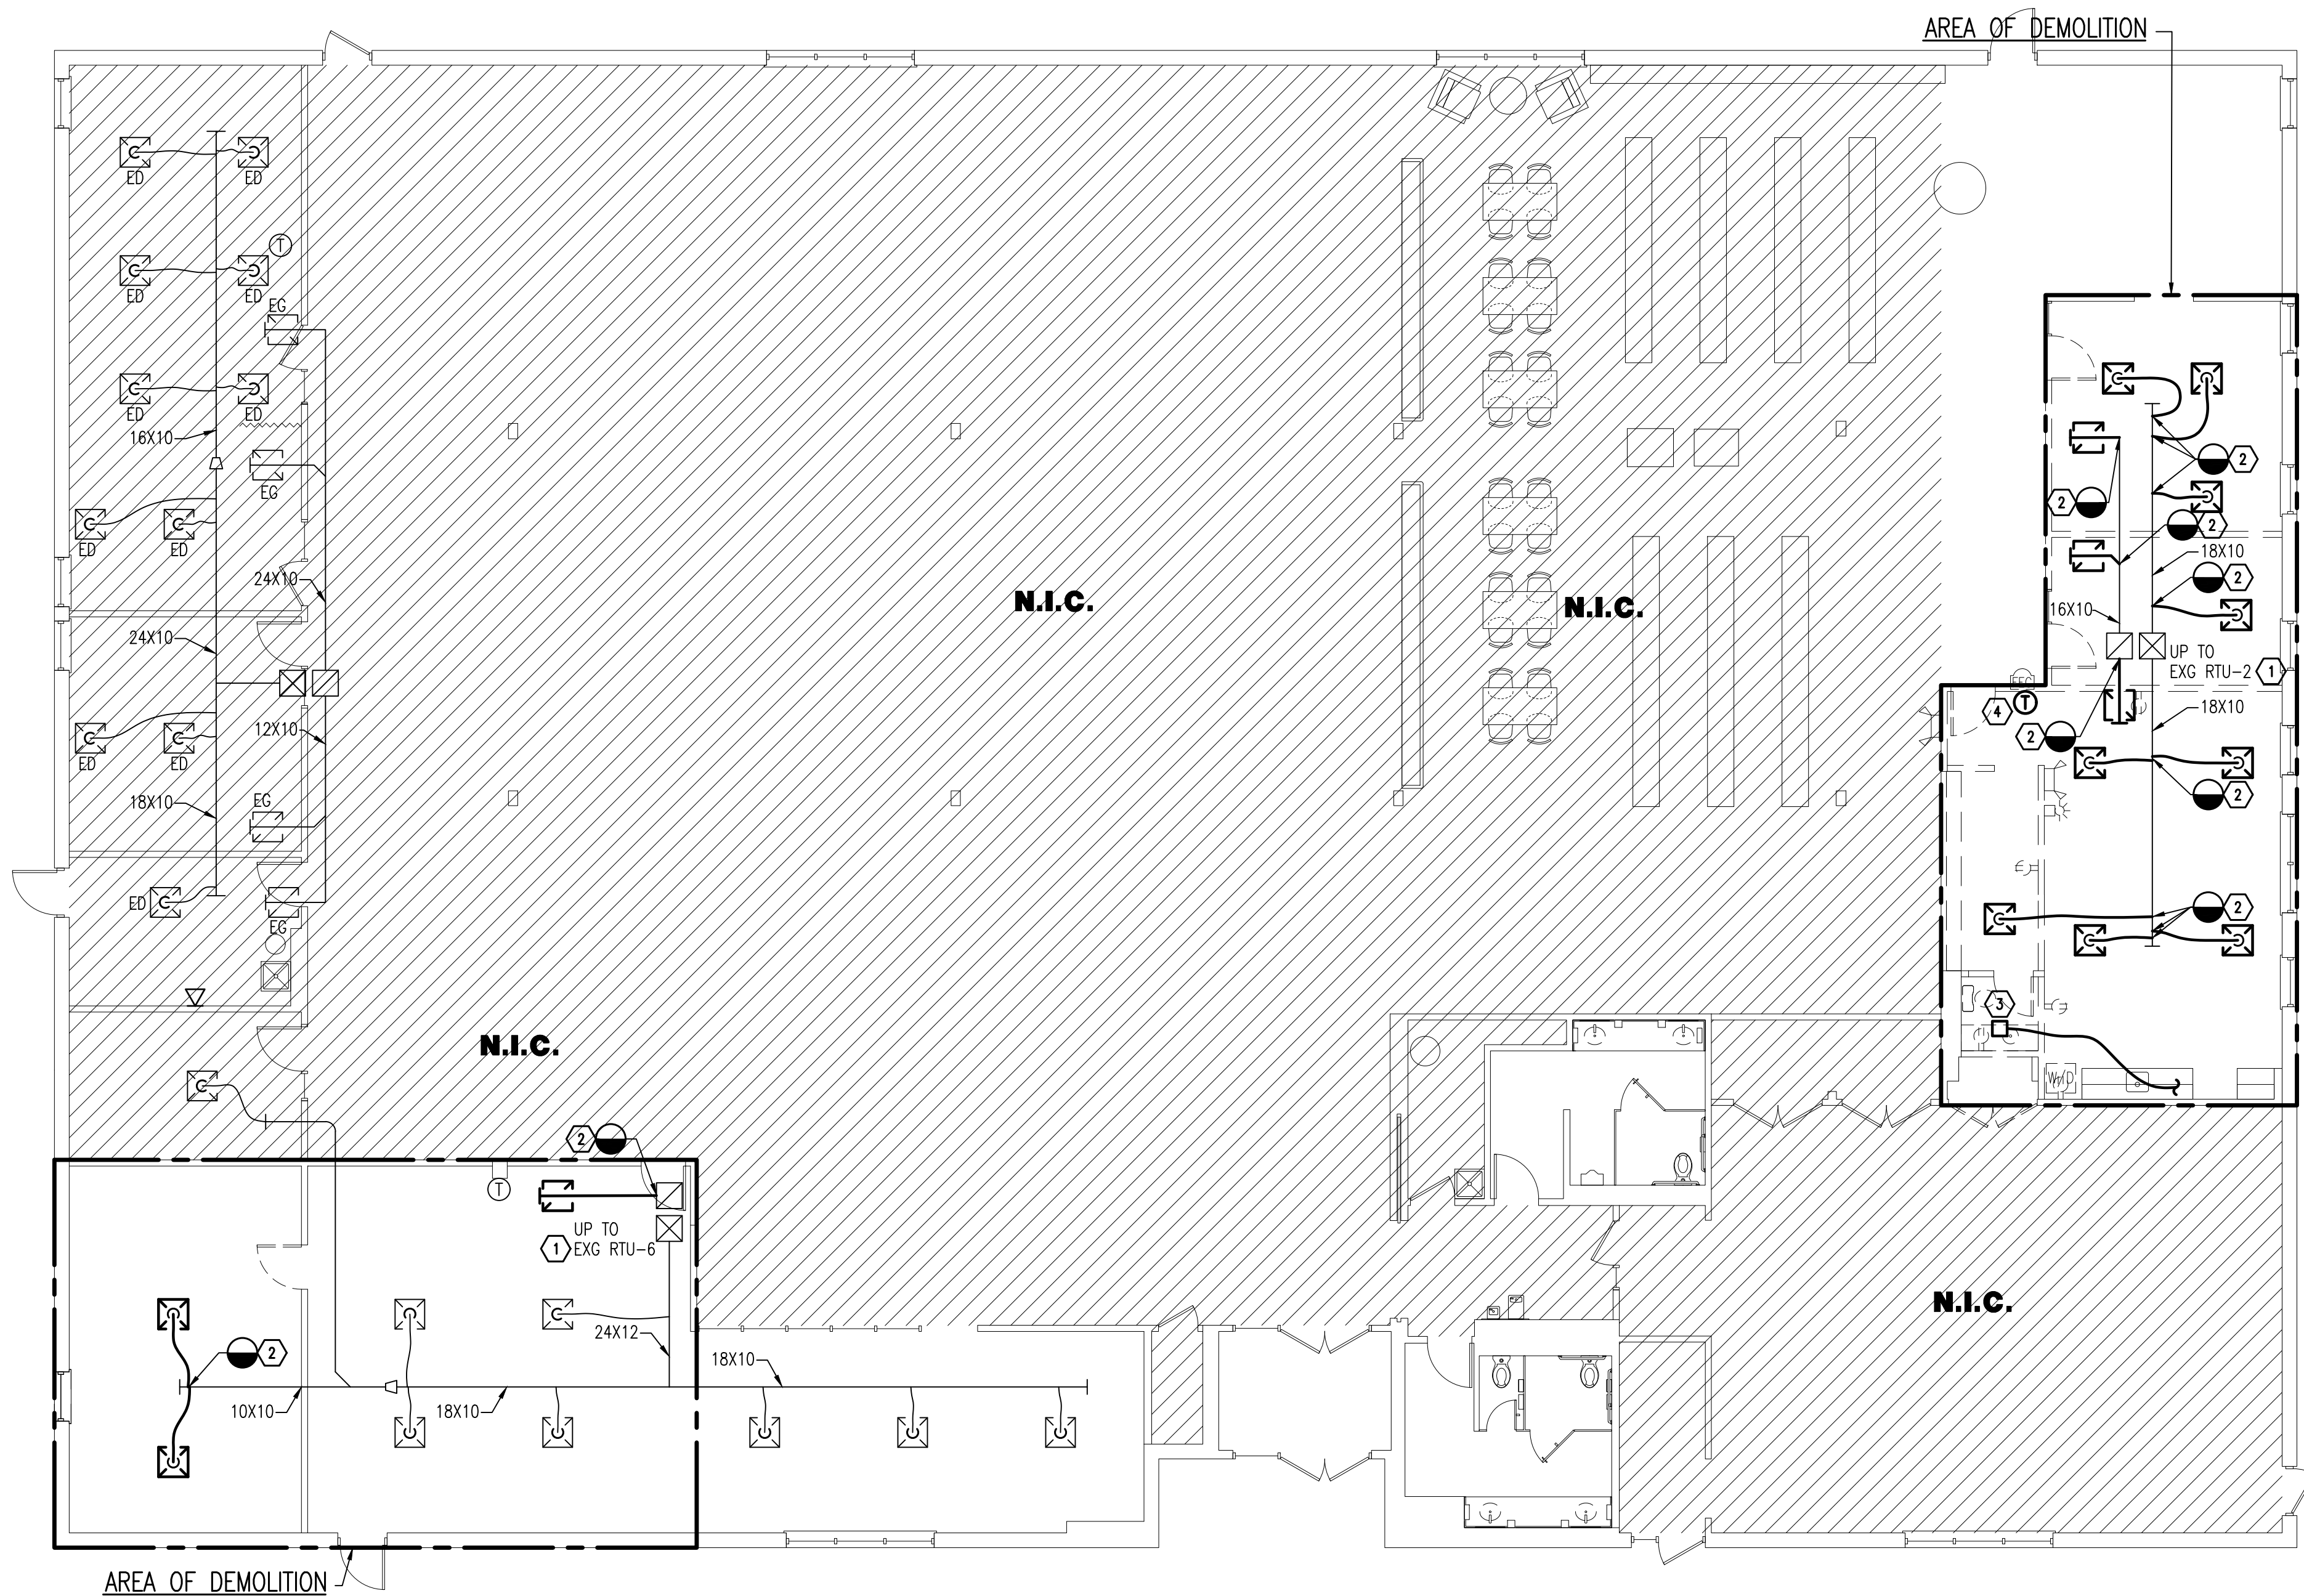 AREA OF DEMOLITION
ED
ED
T
ED
ED
EG
ED
ED
16X10
EG
2
2
ED
ED
2
18X10
24X10
2
N.I.C.
N.I.C.
16X10
24X10
UP TO
EXG RTU-2 1
4
T
18X10
12X10
2
ED
ED
18X10
EG
2
ED
2
EG
3
N.I.C.
W/D
2
T
UP TO
1 EXG RTU-6
N.I.C.
24X12
2
18X10
10X10
18X10
AREA OF DEMOLITION